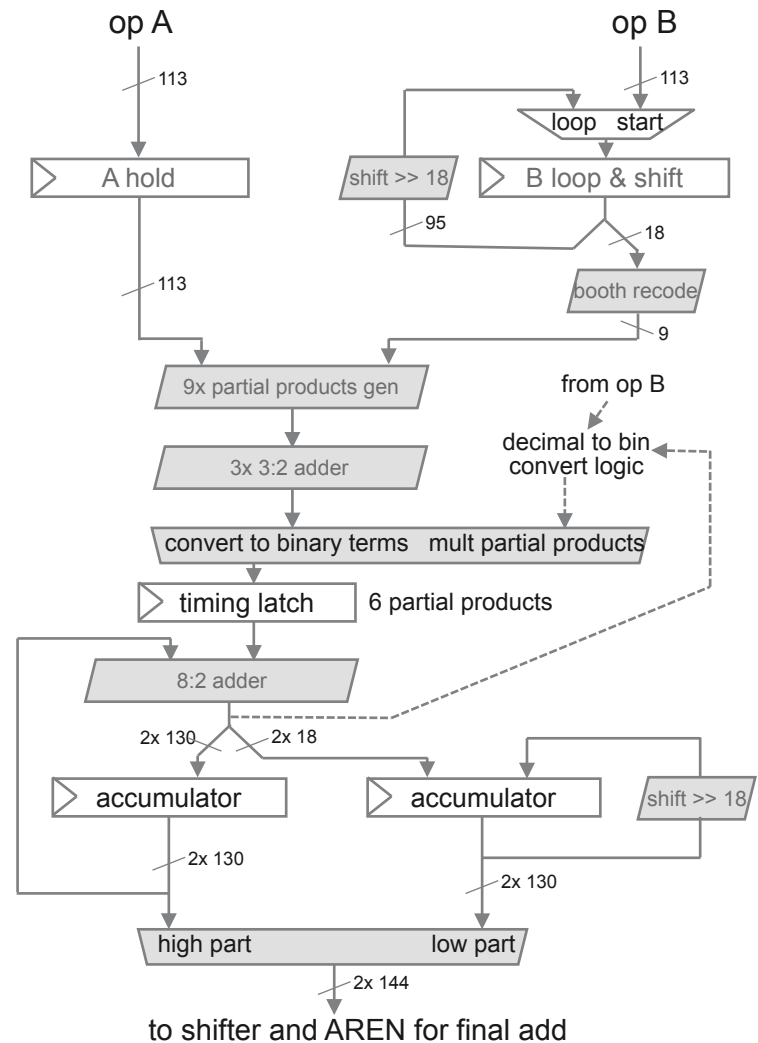 op A
op B
113
113
loop start
A hold
shift >> 18
B loop & shift
95
18
113
booth recode
9
9x partial products gen
from op B
3x 3:2 adder
decimal to bin
convert logic
convert to binary terms mult partial products
timing latch
6 partial products
8:2 adder
2x 130
2x 18
accumulator
accumulator
shift >> 18
2x 130
2x 130
high part
low part
2x 144
to shifter and AREN for final add